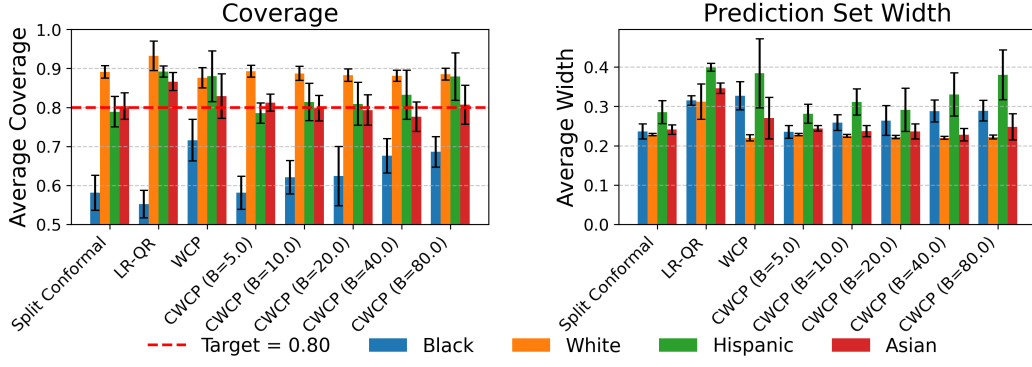 Coverage
Average Coverage
1.0
0.9
0.8
0.7
0.6
0.5
Split Conformal
LR-QR
WCP
CWCP (B=5.0)
CWCP (B=10.0)
CWCP (B=20.0)
CWCP (B=40.0)
CWCP (B=80.0)
Prediction Set Width
Average Width
0.4
0.3
0.2
0.1
0.0
Split Conformal
LR-QR
WCP
CWCP (B=5.0)
CWCP (B=10.0)
CWCP (B=20.0)
CWCP (B=40.0)
CWCP (B=80.0)
Target = 0.80 Black White Hispanic Asian